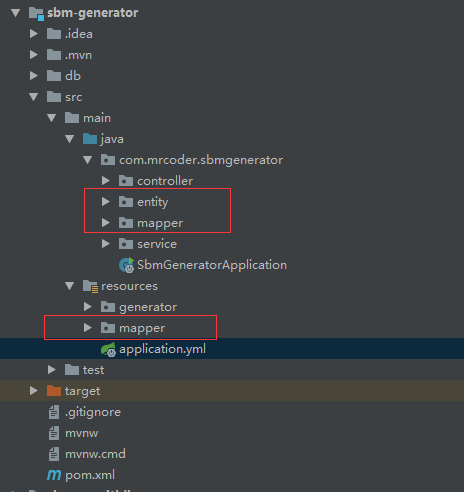 sbm-generator
.idea
.mvn
db
src
main
java
com.mrcoder.sbmgenerator
controller
entity
mapper
service
SbmGeneratorApplication
resources
generator
mapper
application.yml
test
target
.gitignore
mvnw
mvnw.cmd
pom.xml